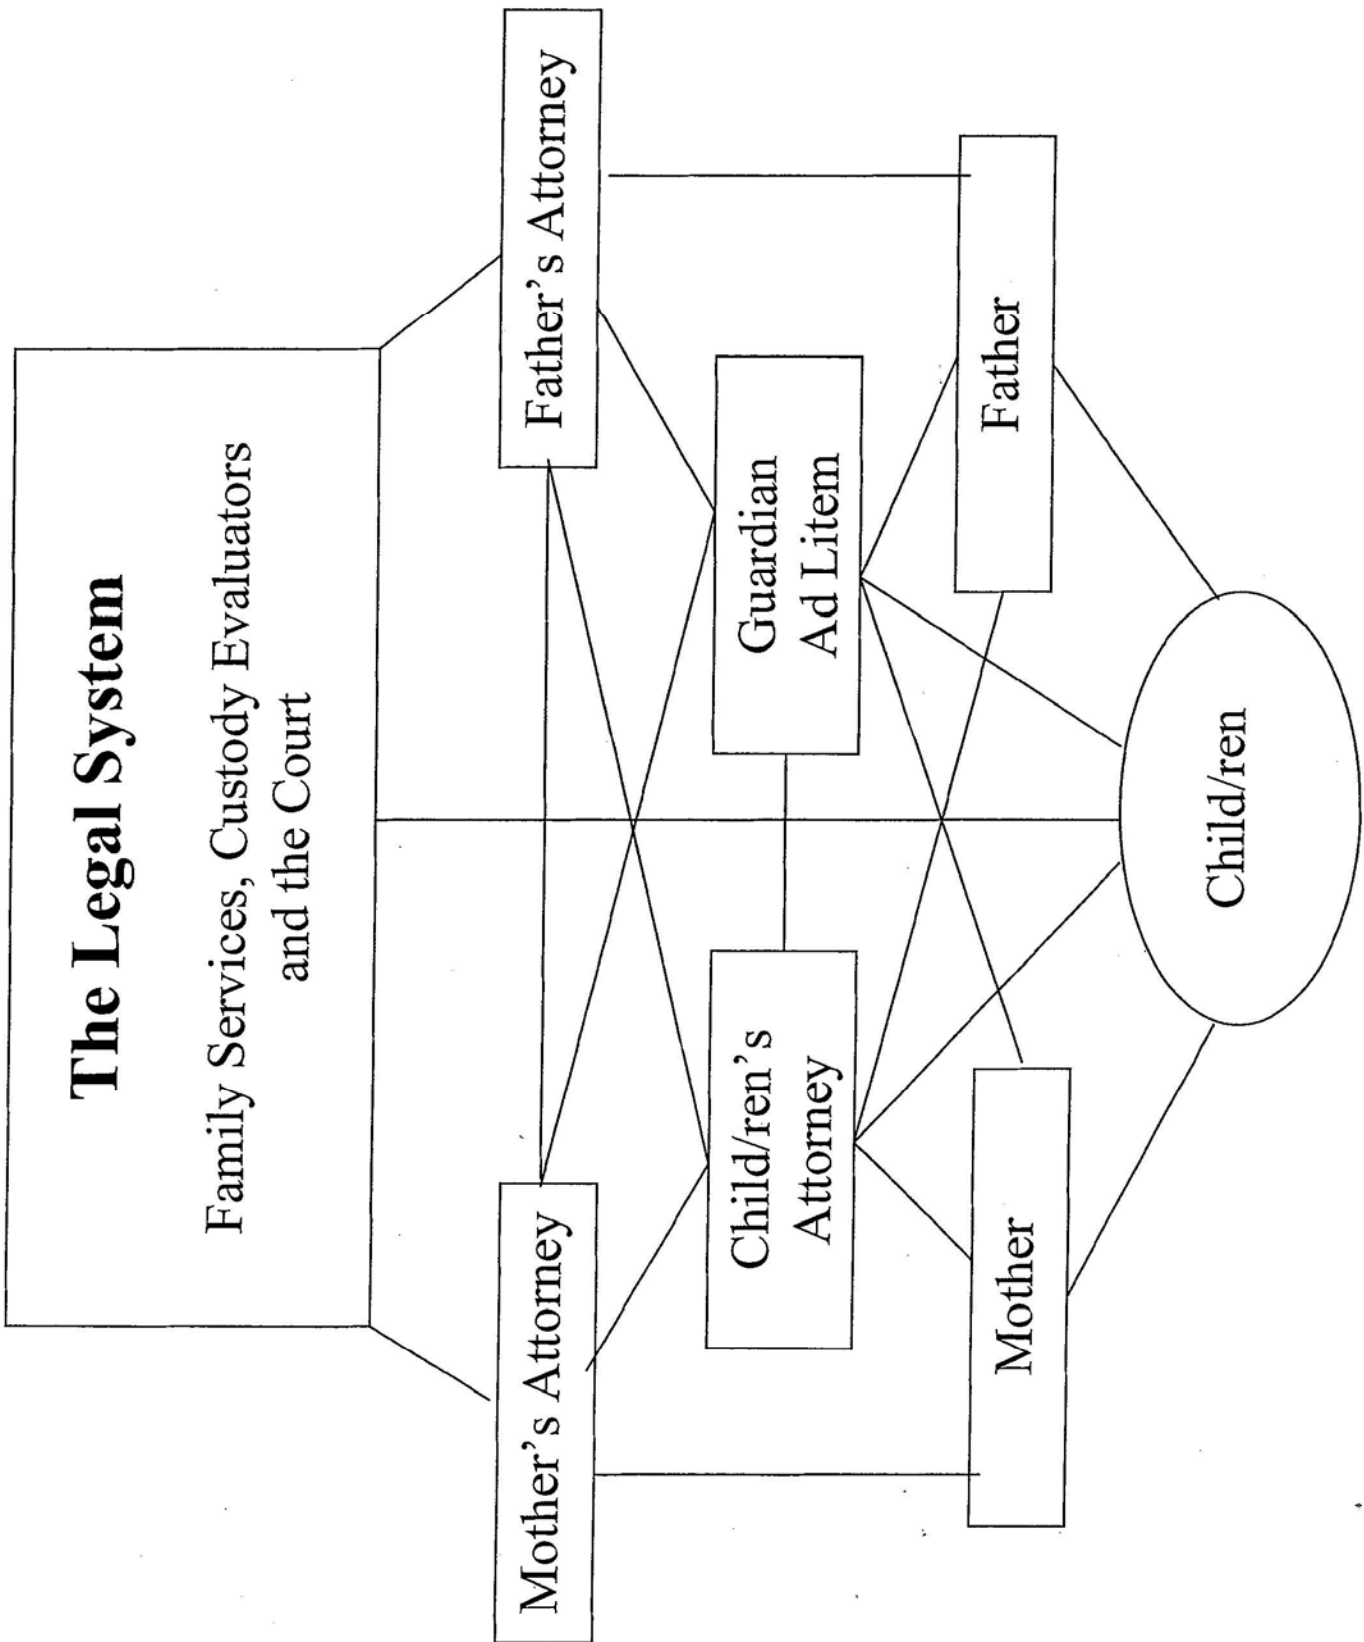 The Legal System
Family Services, Custody Evaluators
and the Court
Mother's Attorney
Father's Attorney
Child/ren's
Attorney
Guardian
Ad Litem
Mother
Father
Child/ren